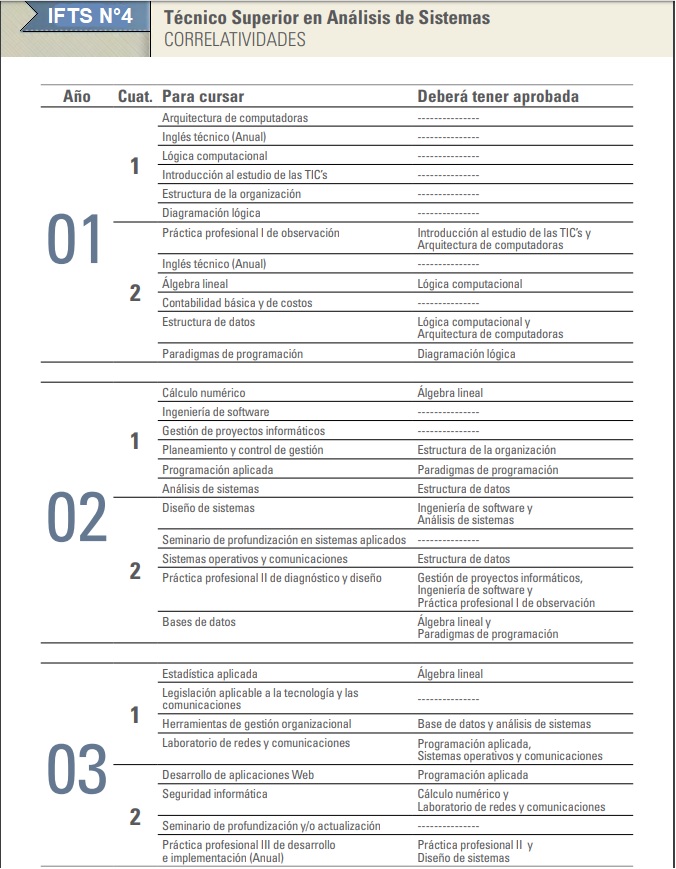 IFTS N°4
Técnico Superior en Análisis de Sistemas
CORRELATIVIDADES
Año Cuat. Para cursar Deberá tener aprobada
01
1
Arquitectura de computadoras ---------------
Inglés técnico (Anual) ---------------
Lógica computacional ---------------
Introducción al estudio de las TIC's ---------------
Estructura de la organización ---------------
Diagramación lógica ---------------
2
Práctica profesional I de observación Introducción al estudio de las TIC's y
Arquitectura de computadoras
Inglés técnico (Anual) ---------------
Álgebra lineal Lógica computacional
Contabilidad básica y de costos ---------------
Estructura de datos Lógica computacional y
Arquitectura de computadoras
Paradigmas de programación Diagramación lógica
02
1
Cálculo numérico Álgebra lineal
Ingeniería de software ---------------
Gestión de proyectos informáticos ---------------
Planeamiento y control de gestión Estructura de la organización
Programación aplicada Paradigmas de programación
Análisis de sistemas Estructura de datos
2
Diseño de sistemas Ingeniería de software y
Análisis de sistemas
Seminario de profundización en sistemas aplicados ---------------
Sistemas operativos y comunicaciones Estructura de datos
Práctica profesional II de diagnóstico y diseño Gestión de proyectos informáticos,
Ingeniería de software y
Práctica profesional I de observación
Bases de datos Álgebra lineal y
Paradigmas de programación
03
1
Estadística aplicada Álgebra lineal
Legislación aplicable a la tecnología y las
comunicaciones ---------------
Herramientas de gestión organizacional Base de datos y análisis de sistemas
Laboratorio de redes y comunicaciones Programación aplicada,
Sistemas operativos y comunicaciones
2
Desarrollo de aplicaciones Web Programación aplicada
Seguridad informática Cálculo numérico y
Laboratorio de redes y comunicaciones
Seminario de profundización y/o actualización ---------------
Práctica profesional III de desarrollo Práctica profesional II y
e implementación (Anual) Diseño de sistemas